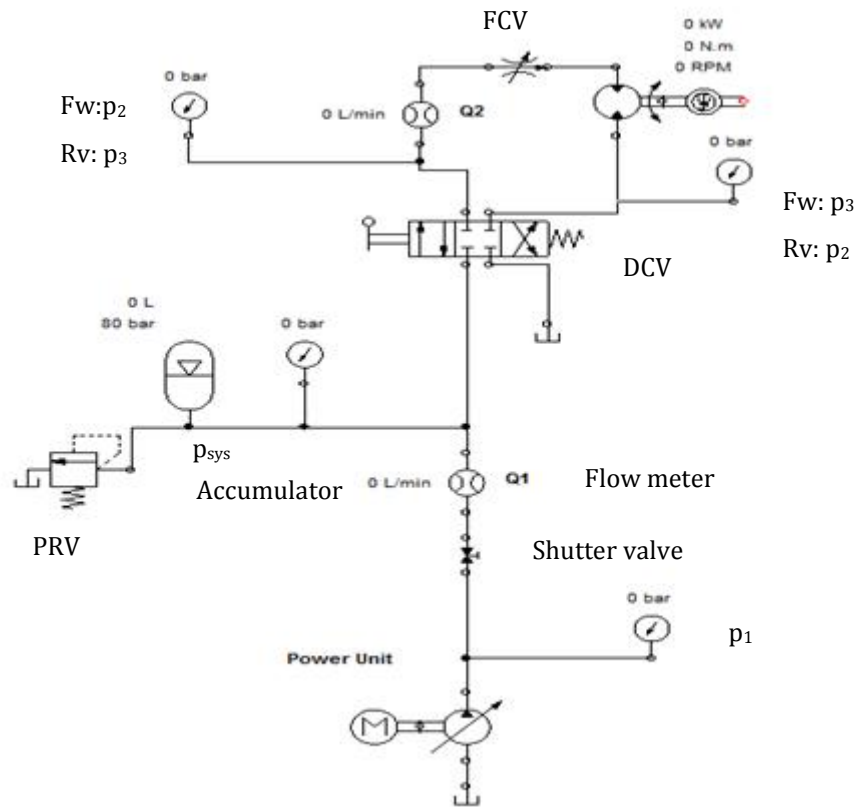 FCV
0 kW
0 N.m
0 RPM
0 bar
Fw:p2
Rv: p3
0 L/min
Q2
0 bar
Fw: p3
Rv: p2
DCV
0 L
80 bar
0 bar
psys
Accumulator
0 L/min
Q1
Flow meter
PRV
Shutter valve
0 bar
p1
Power Unit
M